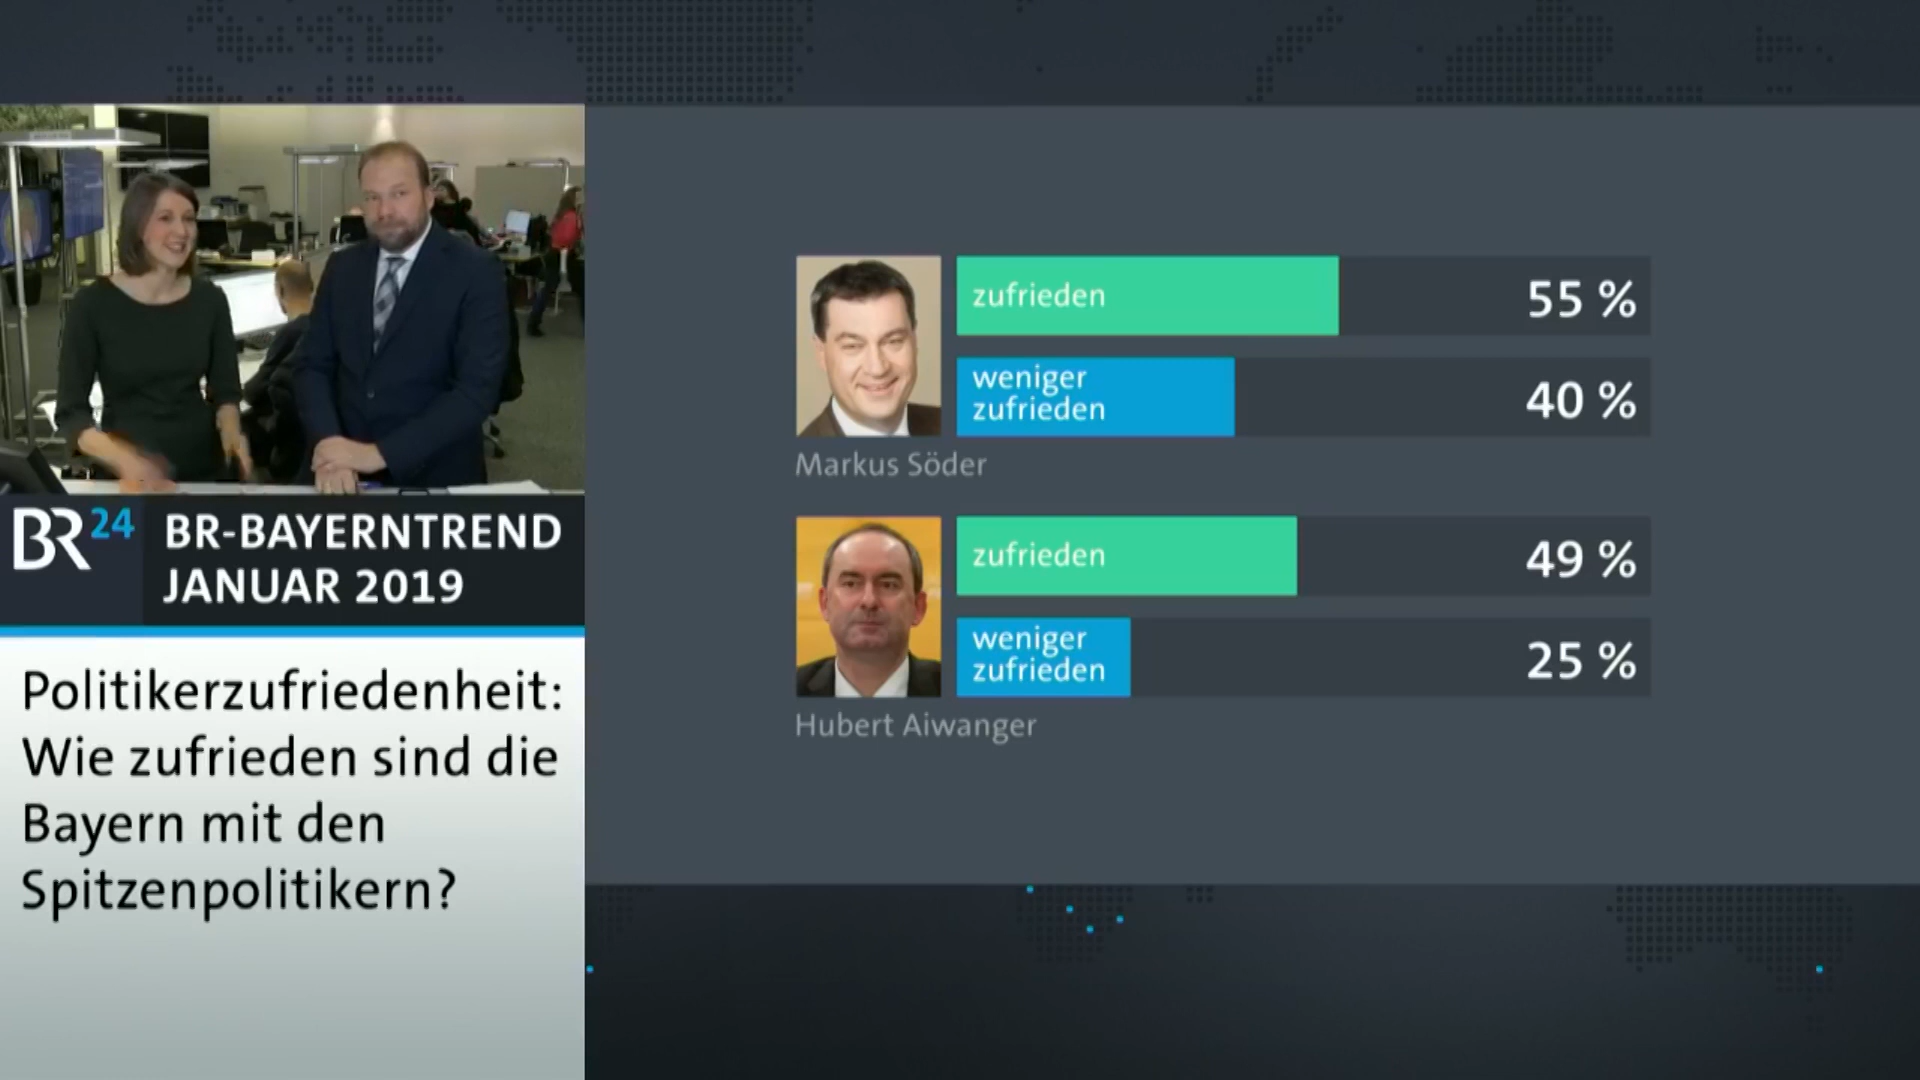 BR24
BR-BAYERNTREND
JANUAR 2019
Politikerzufriedenheit:
Wie zufrieden sind die
Bayern mit den
Spitzenpolitikern?
zufrieden
55 %
weniger
zufrieden
40 %
Markus Söder
zufrieden
49 %
weniger
zufrieden
25 %
Hubert Aiwanger